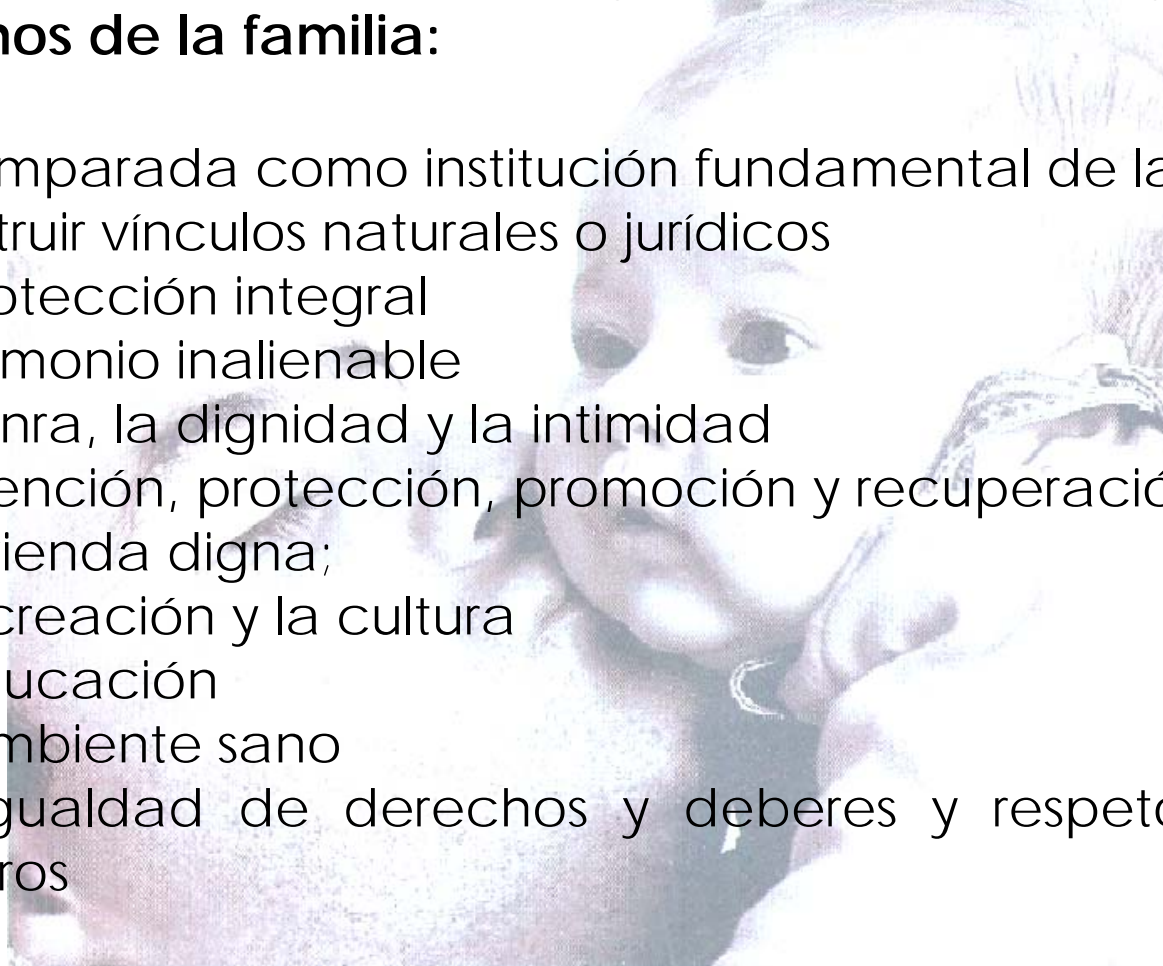 nos de la familia:
mparada como institución fundamental de la
truir vínculos naturales o jurídicos
otección integral
monio inalienable
nra, la dignidad y la intimidad
ención, protección, promoción y recuperació
ienda digna;
creación y la cultura
ucación
mbiente sano
gualdad de derechos y deberes y respeto
ros